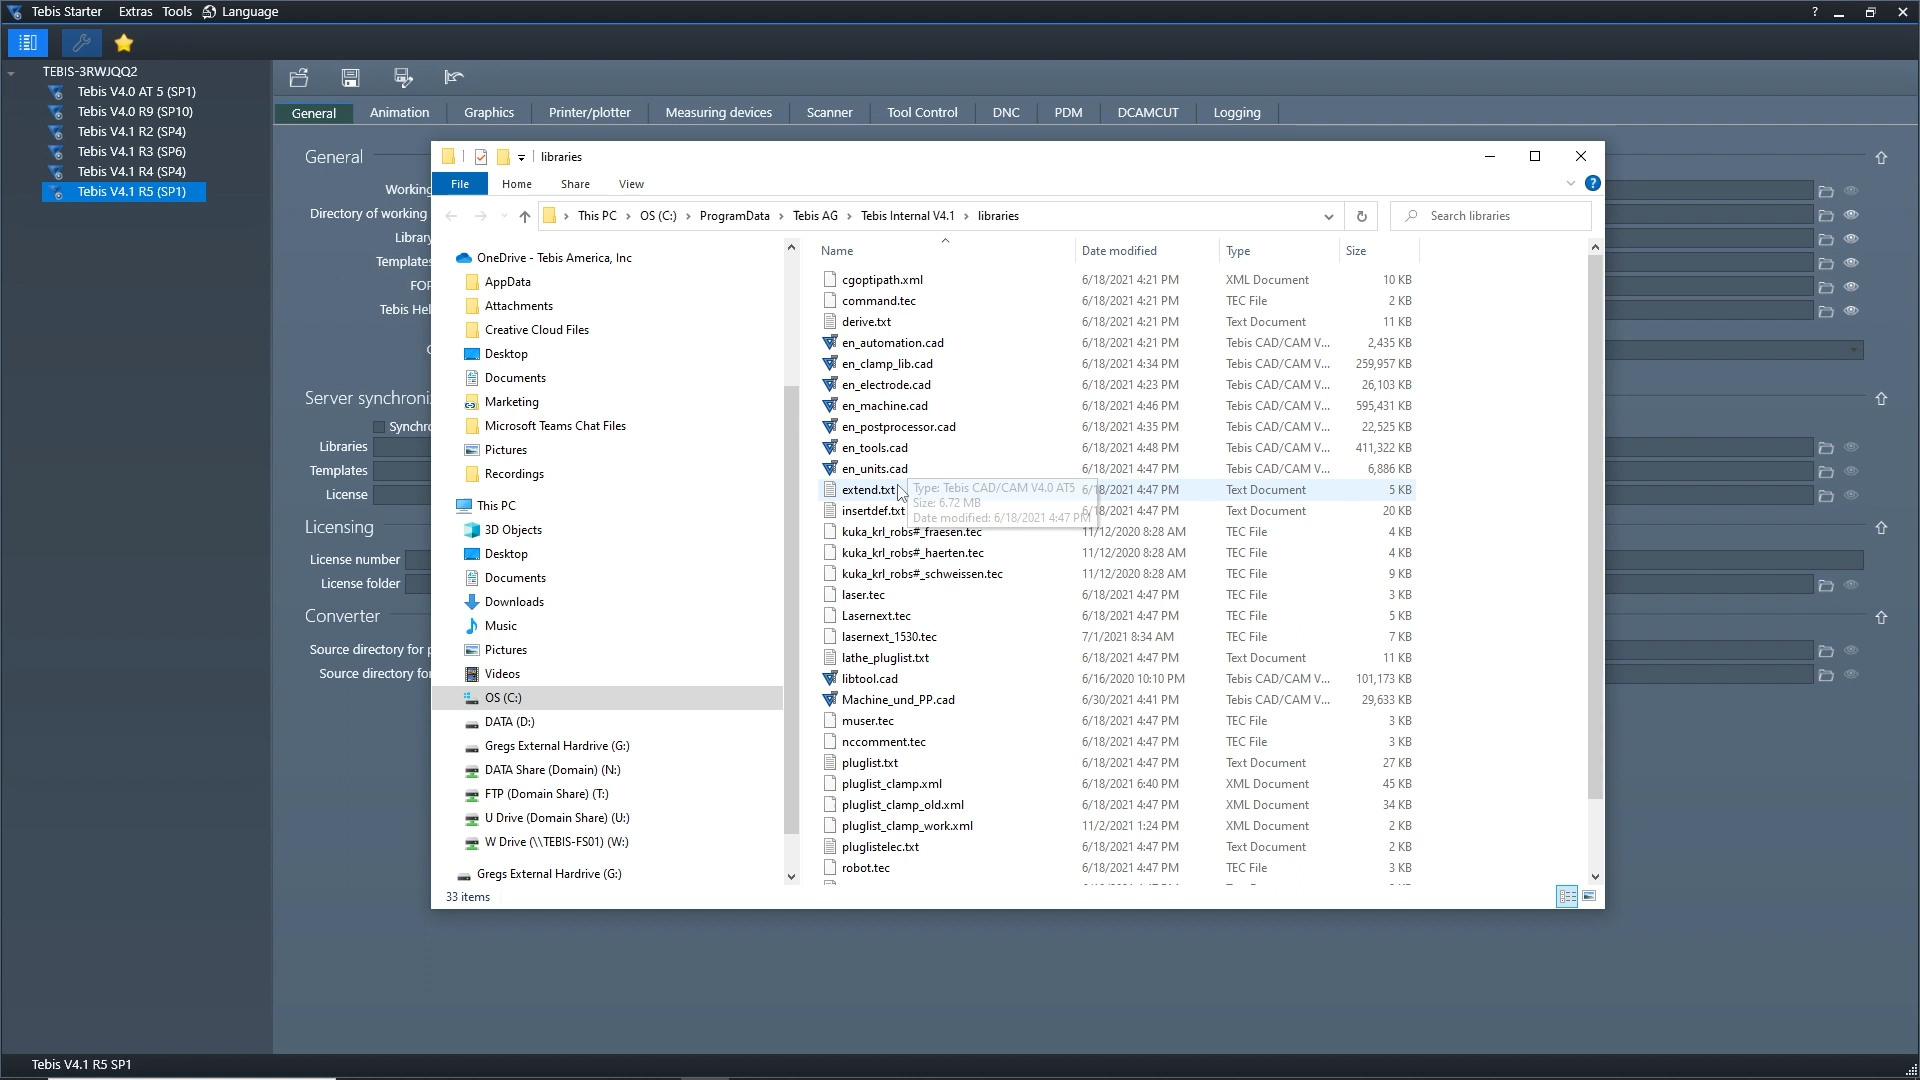 Tebis Starter Extras Tools Language ?
TEBIS-3RWJQQ2
Tebis V4.0 AT 5 (SP1)
Tebis V4.0 R9 (SP10)
Tebis V4.1 R2 (SP4)
Tebis V4.1 R3 (SP6)
Tebis V4.1 R4 (SP4)
Tebis V4.1 R5 (SP1)
General Animation Graphics Printer/plotter Measuring devices Scanner Tool Control DNC PDM DCAMCUT Logging
General
Working
Directory of working
Library
Templates
FOP
Tebis Hel
Server synchroni
Synchro
Libraries
Templates
License
Licensing
License number
License folder
Converter
Source directory for p
Source directory for
libraries
File Home Share View
This PC OS (C:) ProgramData Tebis AG Tebis Internal V4.1 libraries
Search libraries
OneDrive - Tebis America, Inc
AppData
Attachments
Creative Cloud Files
Desktop
Documents
Marketing
Microsoft Teams Chat Files
Pictures
Recordings
This PC
3D Objects
Desktop
Documents
Downloads
Music
Pictures
Videos
OS (C:)
DATA (D:)
Gregs External Hardrive (G:)
DATA Share (Domain) (N:)
FTP (Domain Share) (T:)
U Drive (Domain Share) (U:)
W Drive (\\TEBIS-FS01) (W:)
Gregs External Hardrive (G:)
Name Date modified Type Size
cgoptipath.xml 6/18/2021 4:21 PM XML Document 10 KB
command.tec 6/18/2021 4:21 PM TEC File 2 KB
derive.txt 6/18/2021 4:21 PM Text Document 11 KB
en_automation.cad 6/18/2021 4:21 PM Tebis CAD/CAM V... 2,435 KB
en_clamp_lib.cad 6/18/2021 4:34 PM Tebis CAD/CAM V... 259,957 KB
en_electrode.cad 6/18/2021 4:23 PM Tebis CAD/CAM V... 26,103 KB
en_machine.cad 6/18/2021 4:46 PM Tebis CAD/CAM V... 595,431 KB
en_postprocessor.cad 6/18/2021 4:35 PM Tebis CAD/CAM V... 22,525 KB
en_tools.cad 6/18/2021 4:48 PM Tebis CAD/CAM V... 411,322 KB
en_units.cad 6/18/2021 4:47 PM Tebis CAD/CAM V... 6,886 KB
extend.txt 6/18/2021 4:47 PM Text Document 5 KB
Type: Tebis CAD/CAM V4.0 AT5
Size: 6.72 MB
Date modified: 6/18/2021 4:47 PM
insertdef.txt 6/18/2021 4:47 PM Text Document 20 KB
kuka_krl_robs#_fraesen.tec 11/12/2020 8:28 AM TEC File 4 KB
kuka_krl_robs#_haerten.tec 11/12/2020 8:28 AM TEC File 4 KB
kuka_krl_robs#_schweissen.tec 11/12/2020 8:28 AM TEC File 9 KB
laser.tec 6/18/2021 4:47 PM TEC File 3 KB
Lasernext.tec 6/18/2021 4:47 PM TEC File 5 KB
lasernext_1530.tec 7/1/2021 8:34 AM TEC File 7 KB
lathe_pluglist.txt 6/18/2021 4:47 PM Text Document 11 KB
libtool.cad 6/16/2020 10:10 PM Tebis CAD/CAM V... 101,173 KB
Machine_und_PP.cad 6/30/2021 4:41 PM Tebis CAD/CAM V... 29,633 KB
muser.tec 6/18/2021 4:47 PM TEC File 3 KB
nccomment.tec 6/18/2021 4:47 PM TEC File 3 KB
pluglist.txt 6/18/2021 4:47 PM Text Document 27 KB
pluglist_clamp.xml 6/18/2021 6:40 PM XML Document 45 KB
pluglist_clamp_old.xml 6/18/2021 4:47 PM XML Document 34 KB
pluglist_clamp_work.xml 11/2/2021 1:24 PM XML Document 2 KB
pluglistelec.txt 6/18/2021 4:47 PM Text Document 2 KB
robot.tec 6/18/2021 4:47 PM TEC File 3 KB
33 items
Tebis V4.1 R5 SP1